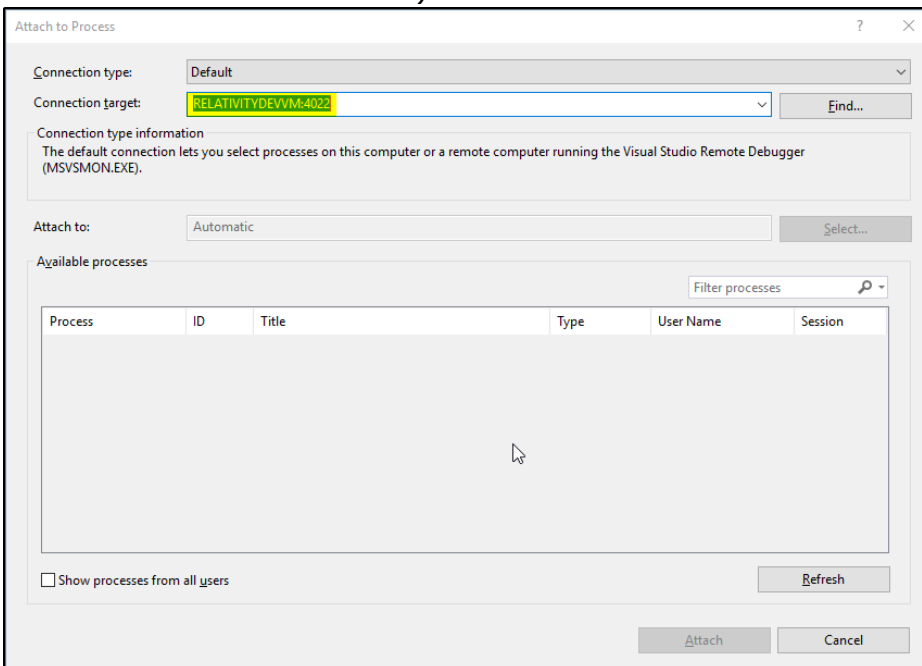 Attach to Process
?
Connection type:
Default
Connection target:
RELATIVITYDEVVM:4022
Find...
Connection type information
The default connection lets you select processes on this computer or a remote computer running the Visual Studio Remote Debugger
(MSVSMON.EXE).
Attach to:
Automatic
Select...
Available processes
Filter processes
Process ID Title Type User Name Session
Show processes from all users
Refresh
Attach
Cancel